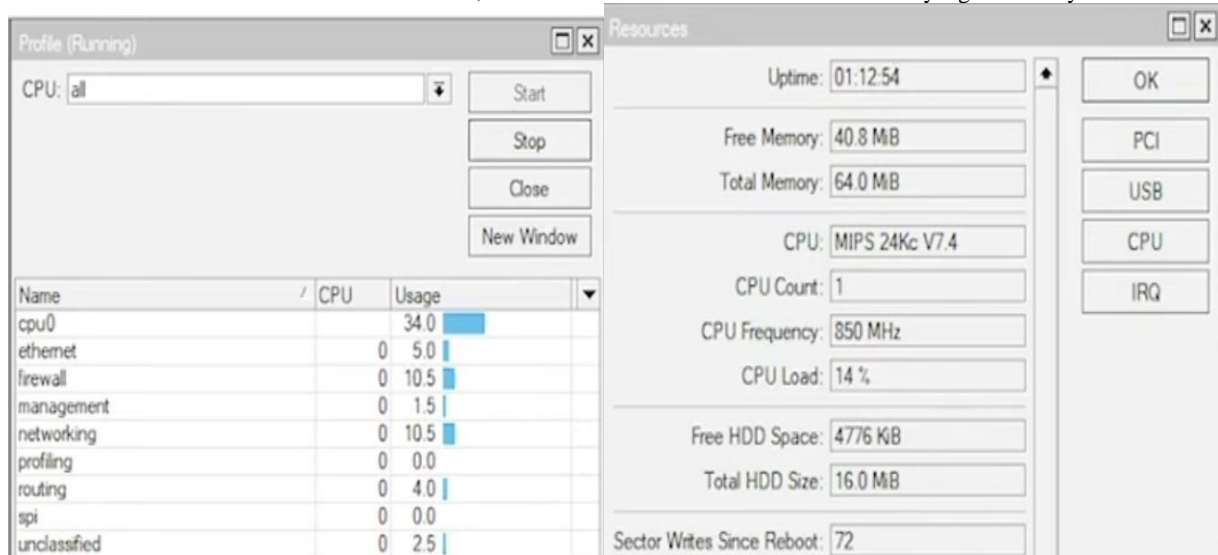 Profile (Running)
CPU: all
Start
Stop
Close
New Window
Name / CPU Usage
cpu0 34.0
ethernet 0 5.0
firewall 0 10.5
management 0 1.5
networking 0 10.5
profiling 0 0.0
routing 0 4.0
spi 0 0.0
unclassified 0 2.5
Resources
Uptime: 01:12:54
Free Memory: 40.8 MiB
Total Memory: 64.0 MiB
CPU: MIPS 24Kc V7.4
CPU Count: 1
CPU Frequency: 850 MHz
CPU Load: 14 %
Free HDD Space: 4776 KiB
Total HDD Size: 16.0 MiB
Sector Writes Since Reboot: 72
OK
PCI
USB
CPU
IRQ